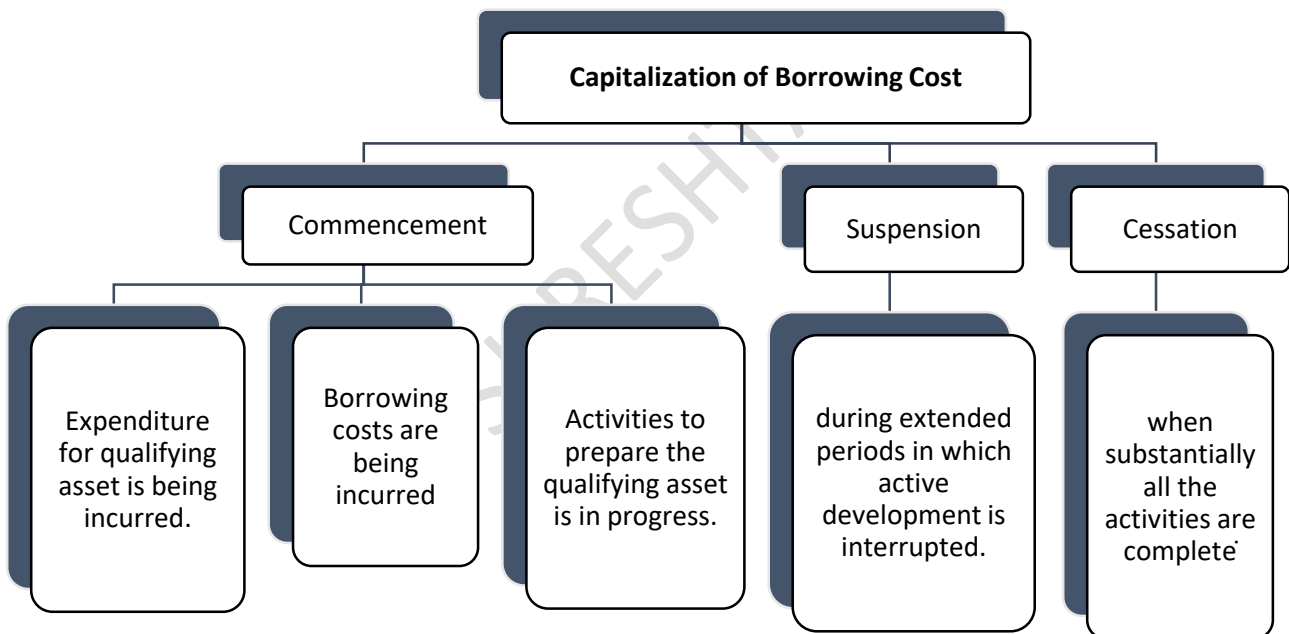 Capitalization of Borrowing Cost
Commencement
Suspension
Cessation
Expenditure
for qualifying
asset is being
incurred.
Borrowing
costs are
being
incurred
Activities to
prepare the
qualifying asset
is in progress.
during extended
periods in which
active
development is
interrupted.
when
substantially
all the
activities are
complete.